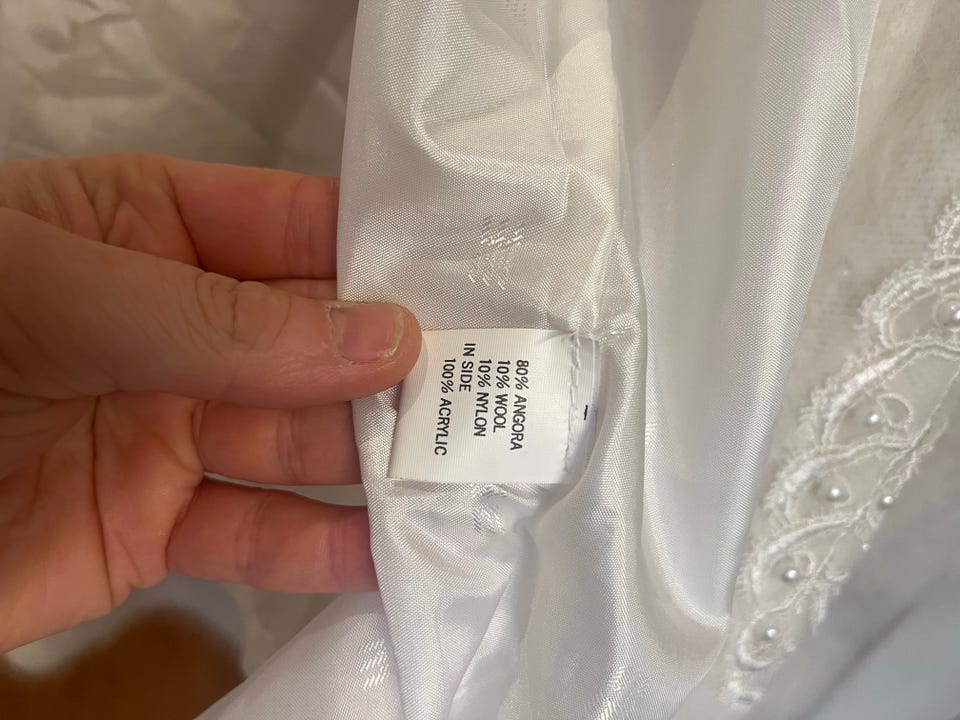 80% ANGORA
10% WOOL
10% NYLON
IN SIDE
100% ACRYLIC